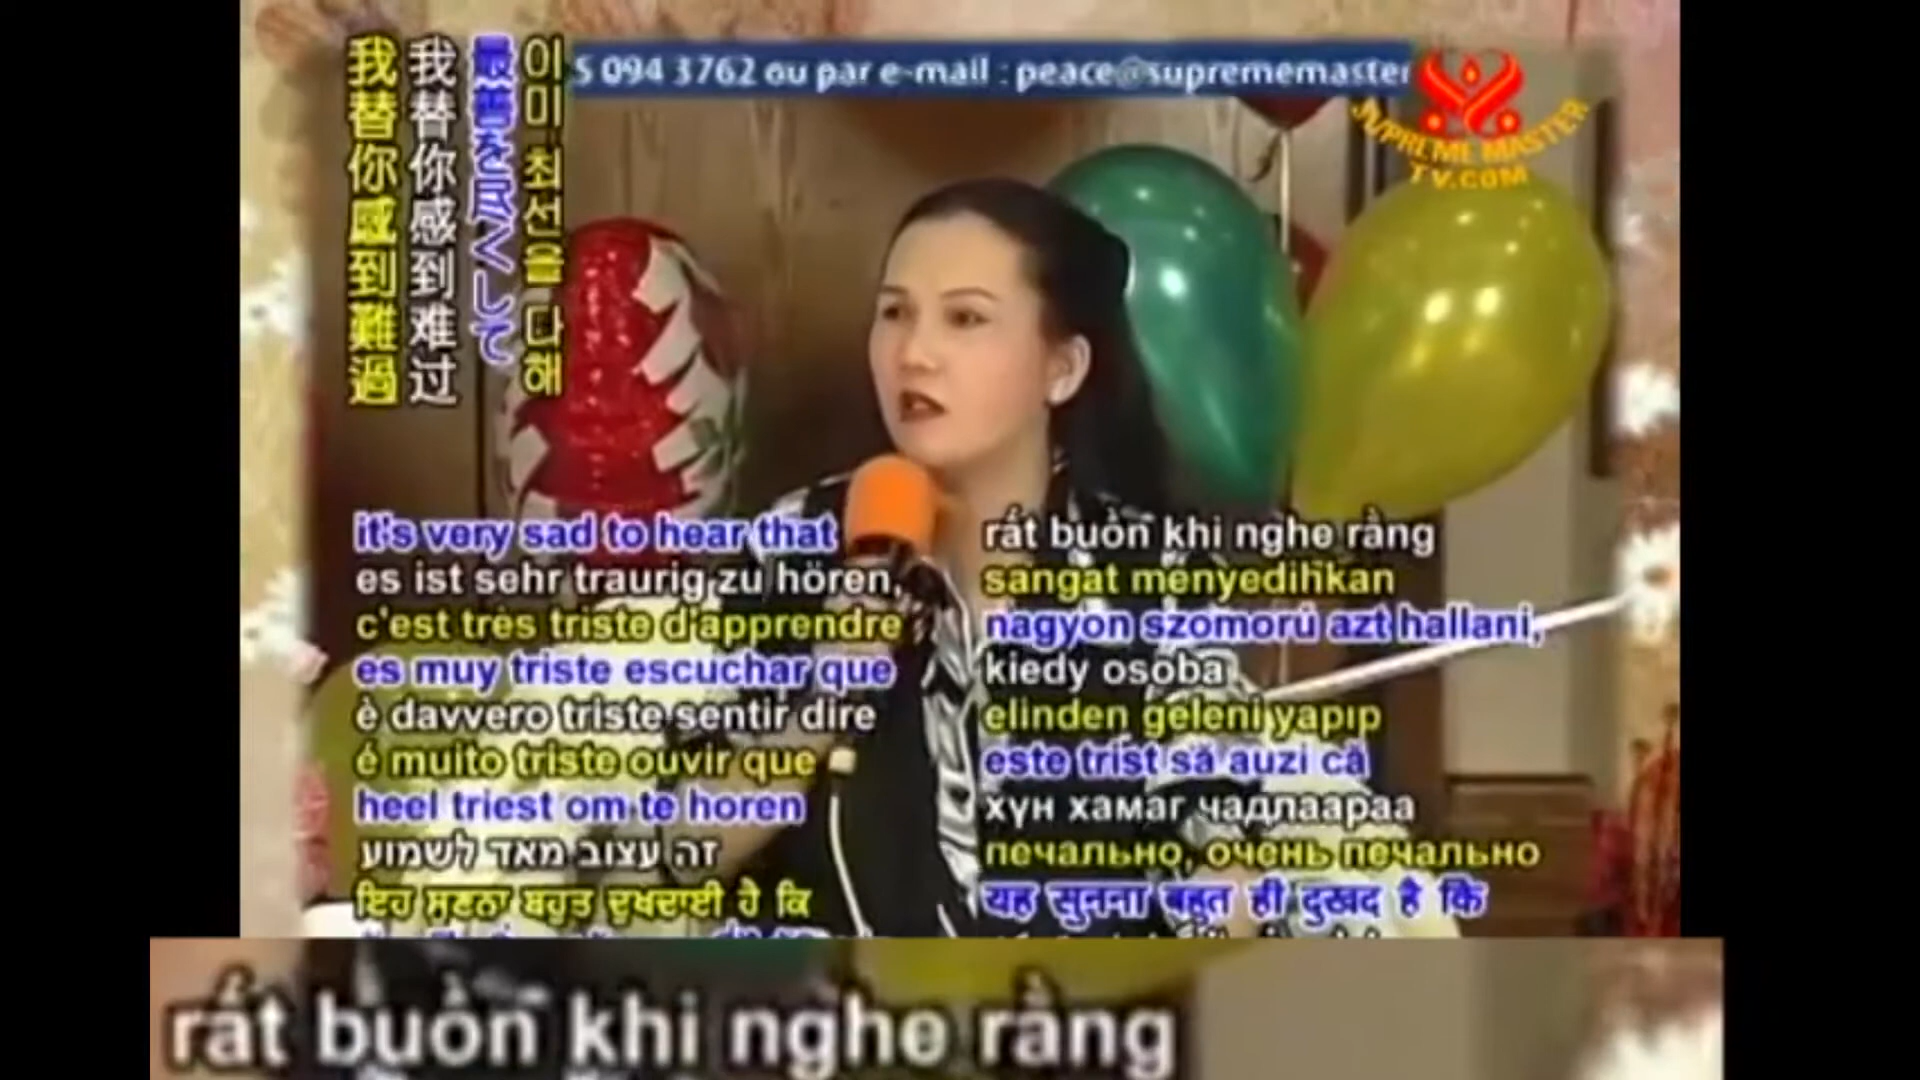 5 094 3762 ou par e-mail : peace@suprememaster
SUPREME MASTER
TV.COM
이미 최선을 다해
最善を尽くして
我替你感到难过
我替你感到難過
it's very sad to hear that
es ist sehr traurig zu hören,
c'est très triste d'apprendre
es muy triste escuchar que
è davvero triste sentir dire
é muito triste ouvir que
heel triest om te horen
זה עצוב מאד לשמוע
ਇਹ ਸੁਣਨਾ ਬਹੁਤ ਦੁਖਦਾਈ ਹੈ ਕਿ
rất buồn khi nghe rằng
sangat menyedihkan
nagyon szomorú azt hallani,
kiedy osoba
elinden geleni yapıp
este trist să auzi că
хүн хамаг чадлаараа
печально, очень печально
यह सुनना बहुत ही दुखद है कि
rất buồn khi nghe rằng